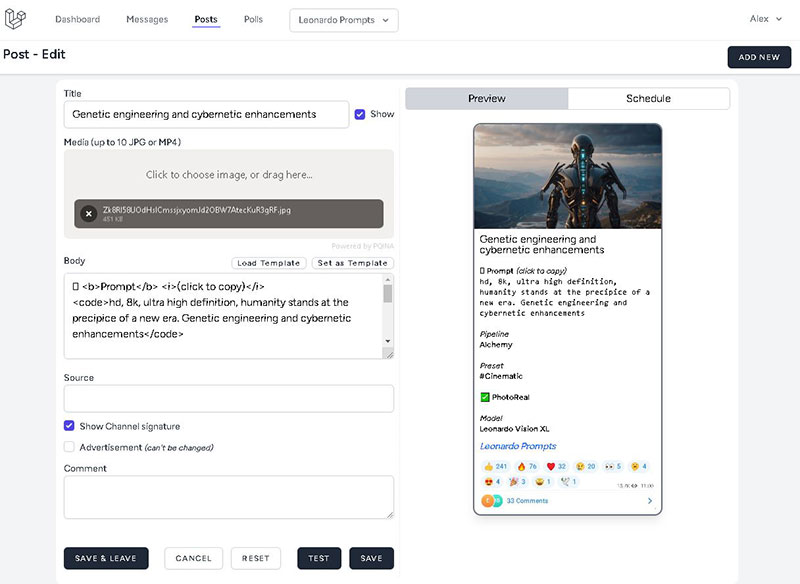 Dashboard Messages Posts Polls Leonardo Prompts Alex
Post - Edit
ADD NEW
Title
Genetic engineering and cybernetic enhancements
Show
Media (up to 10 JPG or MP4)
Click to choose image, or drag here...
451 KB
Powered by PQINA
Body
Load Template Set as Template
<b>Prompt</b> <i>(click to copy)</i>
<code>hd, 8k, ultra high definition, humanity stands at the
precipice of a new era. Genetic engineering and cybernetic
enhancements</code>
Source
Show Channel signature
Advertisement (can't be changed)
Comment
SAVE & LEAVE CANCEL RESET TEST SAVE
Preview Schedule
Genetic engineering and
cybernetic enhancements
Prompt (click to copy)
hd, 8k, ultra high definition,
humanity stands at the precipice of a
new era. Genetic engineering and
cybernetic enhancements
Pipeline
Alchemy
Preset
#Cinematic
PhotoReal
Model
Leonardo Vision XL
Leonardo Prompts
241 76 32 20 5 4
4 3 1 1
33 Comments